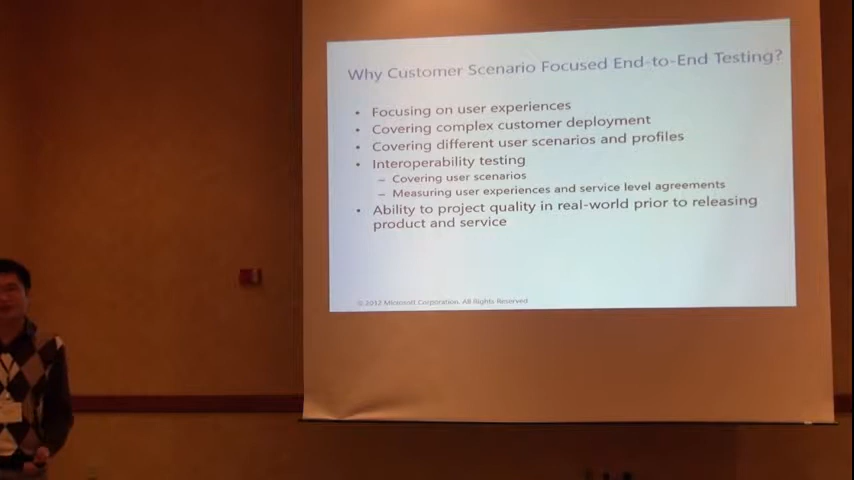 Why Customer Scenario Focused End-to-End Testing?
• Focusing on user experiences
• Covering complex customer deployment
• Covering different user scenarios and profiles
• Interoperability testing
– Covering user scenarios
– Measuring user experiences and service level agreements
• Ability to project quality in real-world prior to releasing
product and service
© 2012 Microsoft Corporation. All Rights Reserved